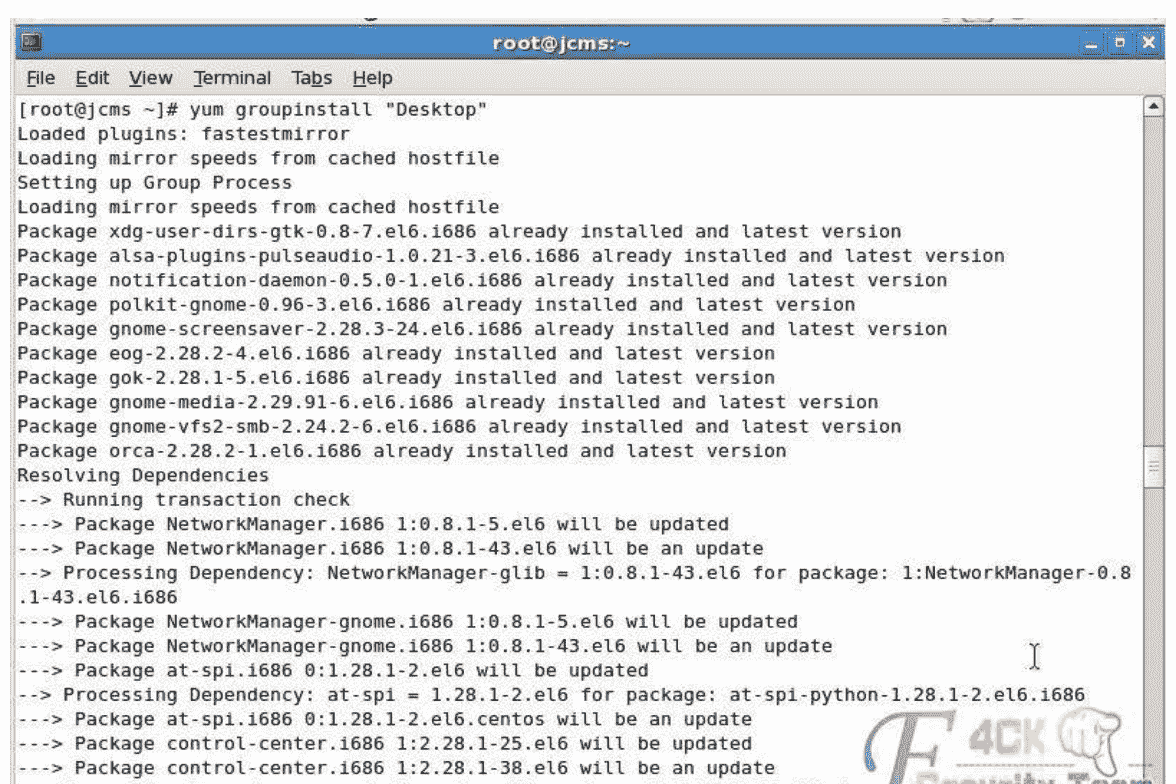 root@jcms:~
File Edit View Terminal Tabs Help
[root@jcms ~]# yum groupinstall "Desktop"
Loaded plugins: fastestmirror
Loading mirror speeds from cached hostfile
Setting up Group Process
Loading mirror speeds from cached hostfile
Package xdg-user-dirs-gtk-0.8-7.el6.i686 already installed and latest version
Package alsa-plugins-pulseaudio-1.0.21-3.el6.i686 already installed and latest version
Package notification-daemon-0.5.0-1.el6.i686 already installed and latest version
Package polkit-gnome-0.96-3.el6.i686 already installed and latest version
Package gnome-screensaver-2.28.3-24.el6.i686 already installed and latest version
Package eog-2.28.2-4.el6.i686 already installed and latest version
Package gok-2.28.1-5.el6.i686 already installed and latest version
Package gnome-media-2.29.91-6.el6.i686 already installed and latest version
Package gnome-vfs2-smb-2.24.2-6.el6.i686 already installed and latest version
Package orca-2.28.2-1.el6.i686 already installed and latest version
Resolving Dependencies
--> Running transaction check
---> Package NetworkManager.i686 1:0.8.1-5.el6 will be updated
---> Package NetworkManager.i686 1:0.8.1-43.el6 will be an update
--> Processing Dependency: NetworkManager-glib = 1:0.8.1-43.el6 for package: 1:NetworkManager-0.8
.1-43.el6.i686
---> Package NetworkManager-gnome.i686 1:0.8.1-5.el6 will be updated
---> Package NetworkManager-gnome.i686 1:0.8.1-43.el6 will be an update
---> Package at-spi.i686 0:1.28.1-2.el6 will be updated
--> Processing Dependency: at-spi = 1.28.1-2.el6 for package: at-spi-python-1.28.1-2.el6.i686
---> Package at-spi.i686 0:1.28.1-2.el6.centos will be an update
---> Package control-center.i686 1:2.28.1-25.el6 will be updated
---> Package control-center.i686 1:2.28.1-38.el6 will be an update
F 4CK
Security Team